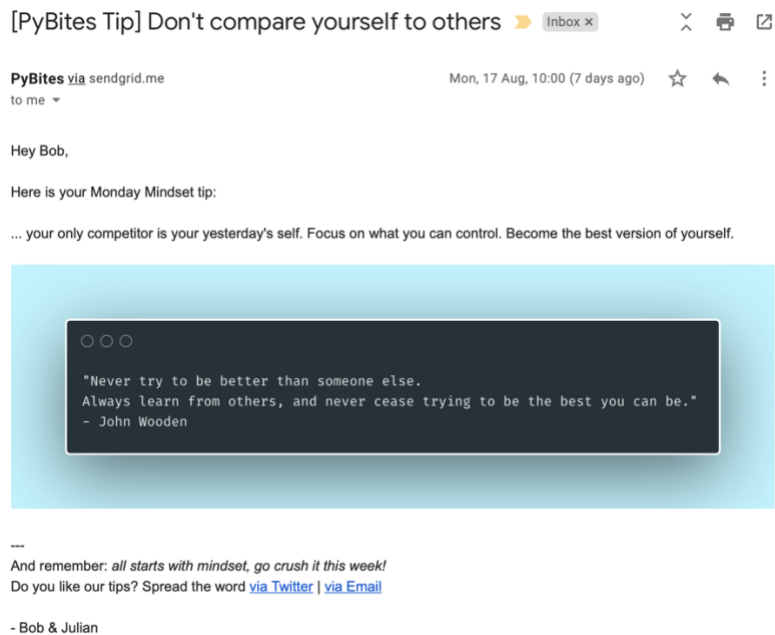 [PyBites Tip] Don't compare yourself to others Inbox ×
PyBites via sendgrid.me Mon, 17 Aug, 10:00 (7 days ago)
to me
Hey Bob,
Here is your Monday Mindset tip:
... your only competitor is your yesterday's self. Focus on what you can control. Become the best version of yourself.
"Never try to be better than someone else.
Always learn from others, and never cease trying to be the best you can be."
- John Wooden
---
And remember: all starts with mindset, go crush it this week!
Do you like our tips? Spread the word via Twitter | via Email
- Bob & Julian